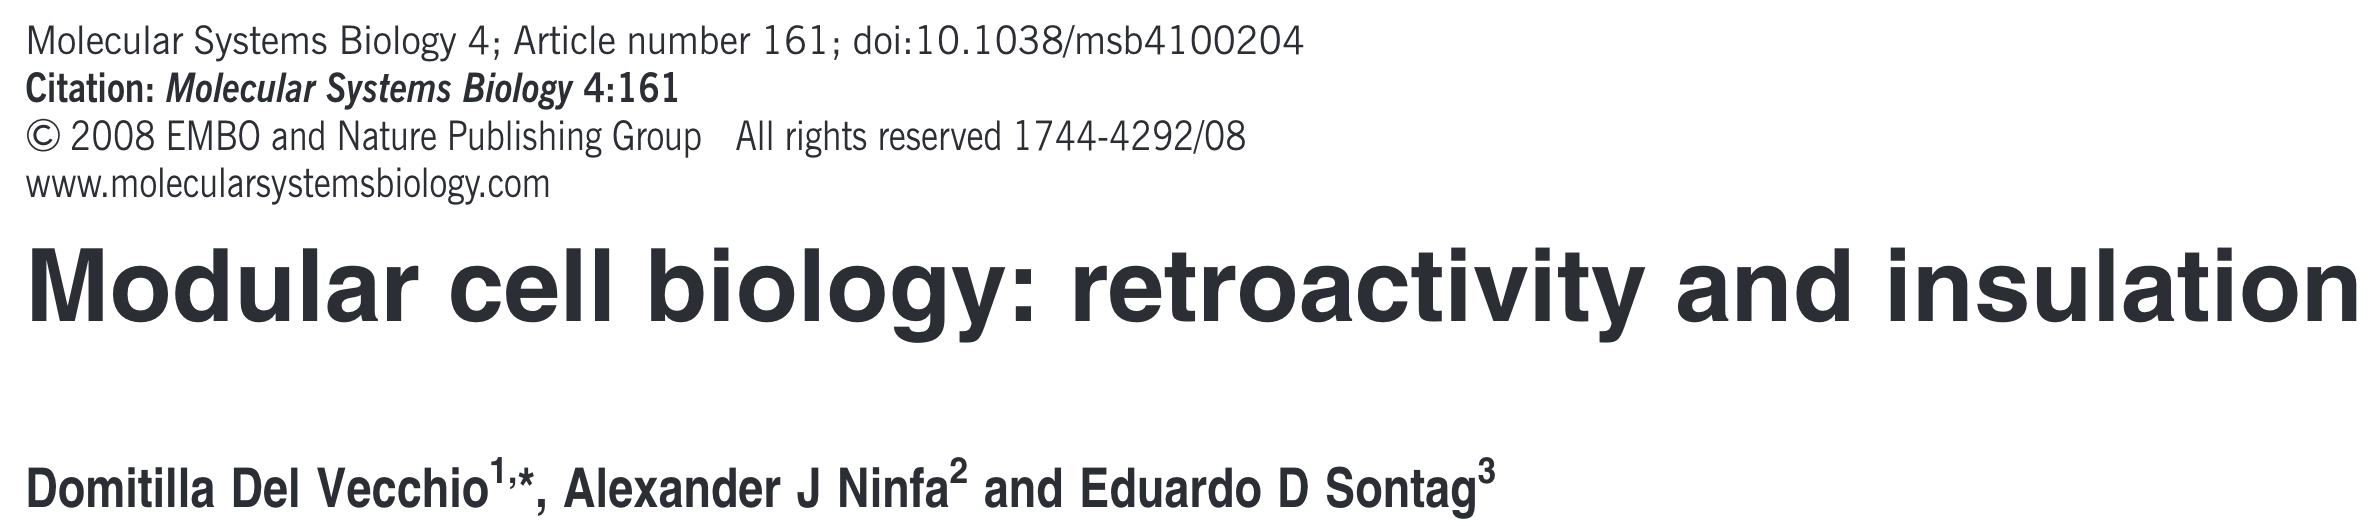 Molecular Systems Biology 4; Article number 161; doi:10.1038/msb4100204
Citation: Molecular Systems Biology 4:161
© 2008 EMBO and Nature Publishing Group All rights reserved 1744-4292/08
www.molecularsystemsbiology.com
Modular cell biology: retroactivity and insulation
Domitilla Del Vecchio1,*, Alexander J Ninfa2 and Eduardo D Sontag3